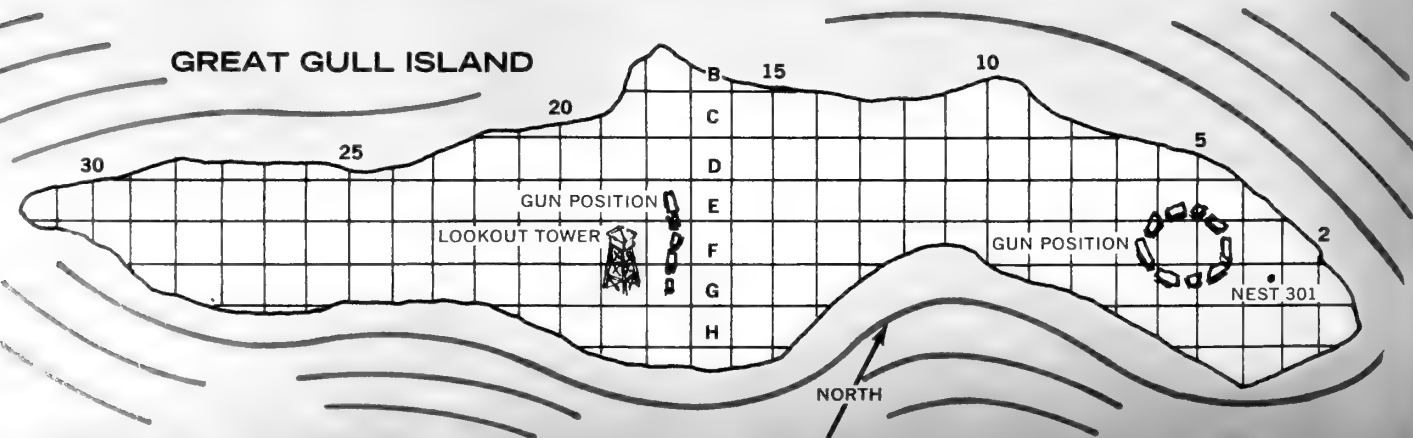 GREAT GULL ISLAND
B
15
10
20
C
5
25
D
30
GUN POSITION
E
LOOKOUT TOWER
F
GUN POSITION
2
G
NEST 301
H
NORTH